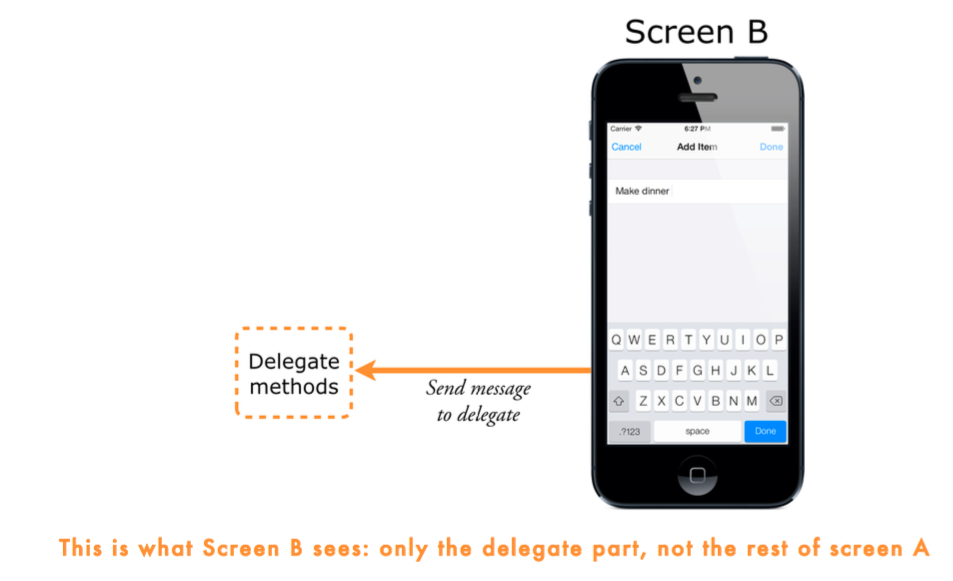 Screen B
Carrier 6:27 PM
Cancel Add Item Done
Make dinner
Q W E R T Y U I O P
A S D F G H J K L
Z X C V B N M
.?123 space Done
Delegate
methods
Send message
to delegate
This is what Screen B sees: only the delegate part, not the rest of screen A